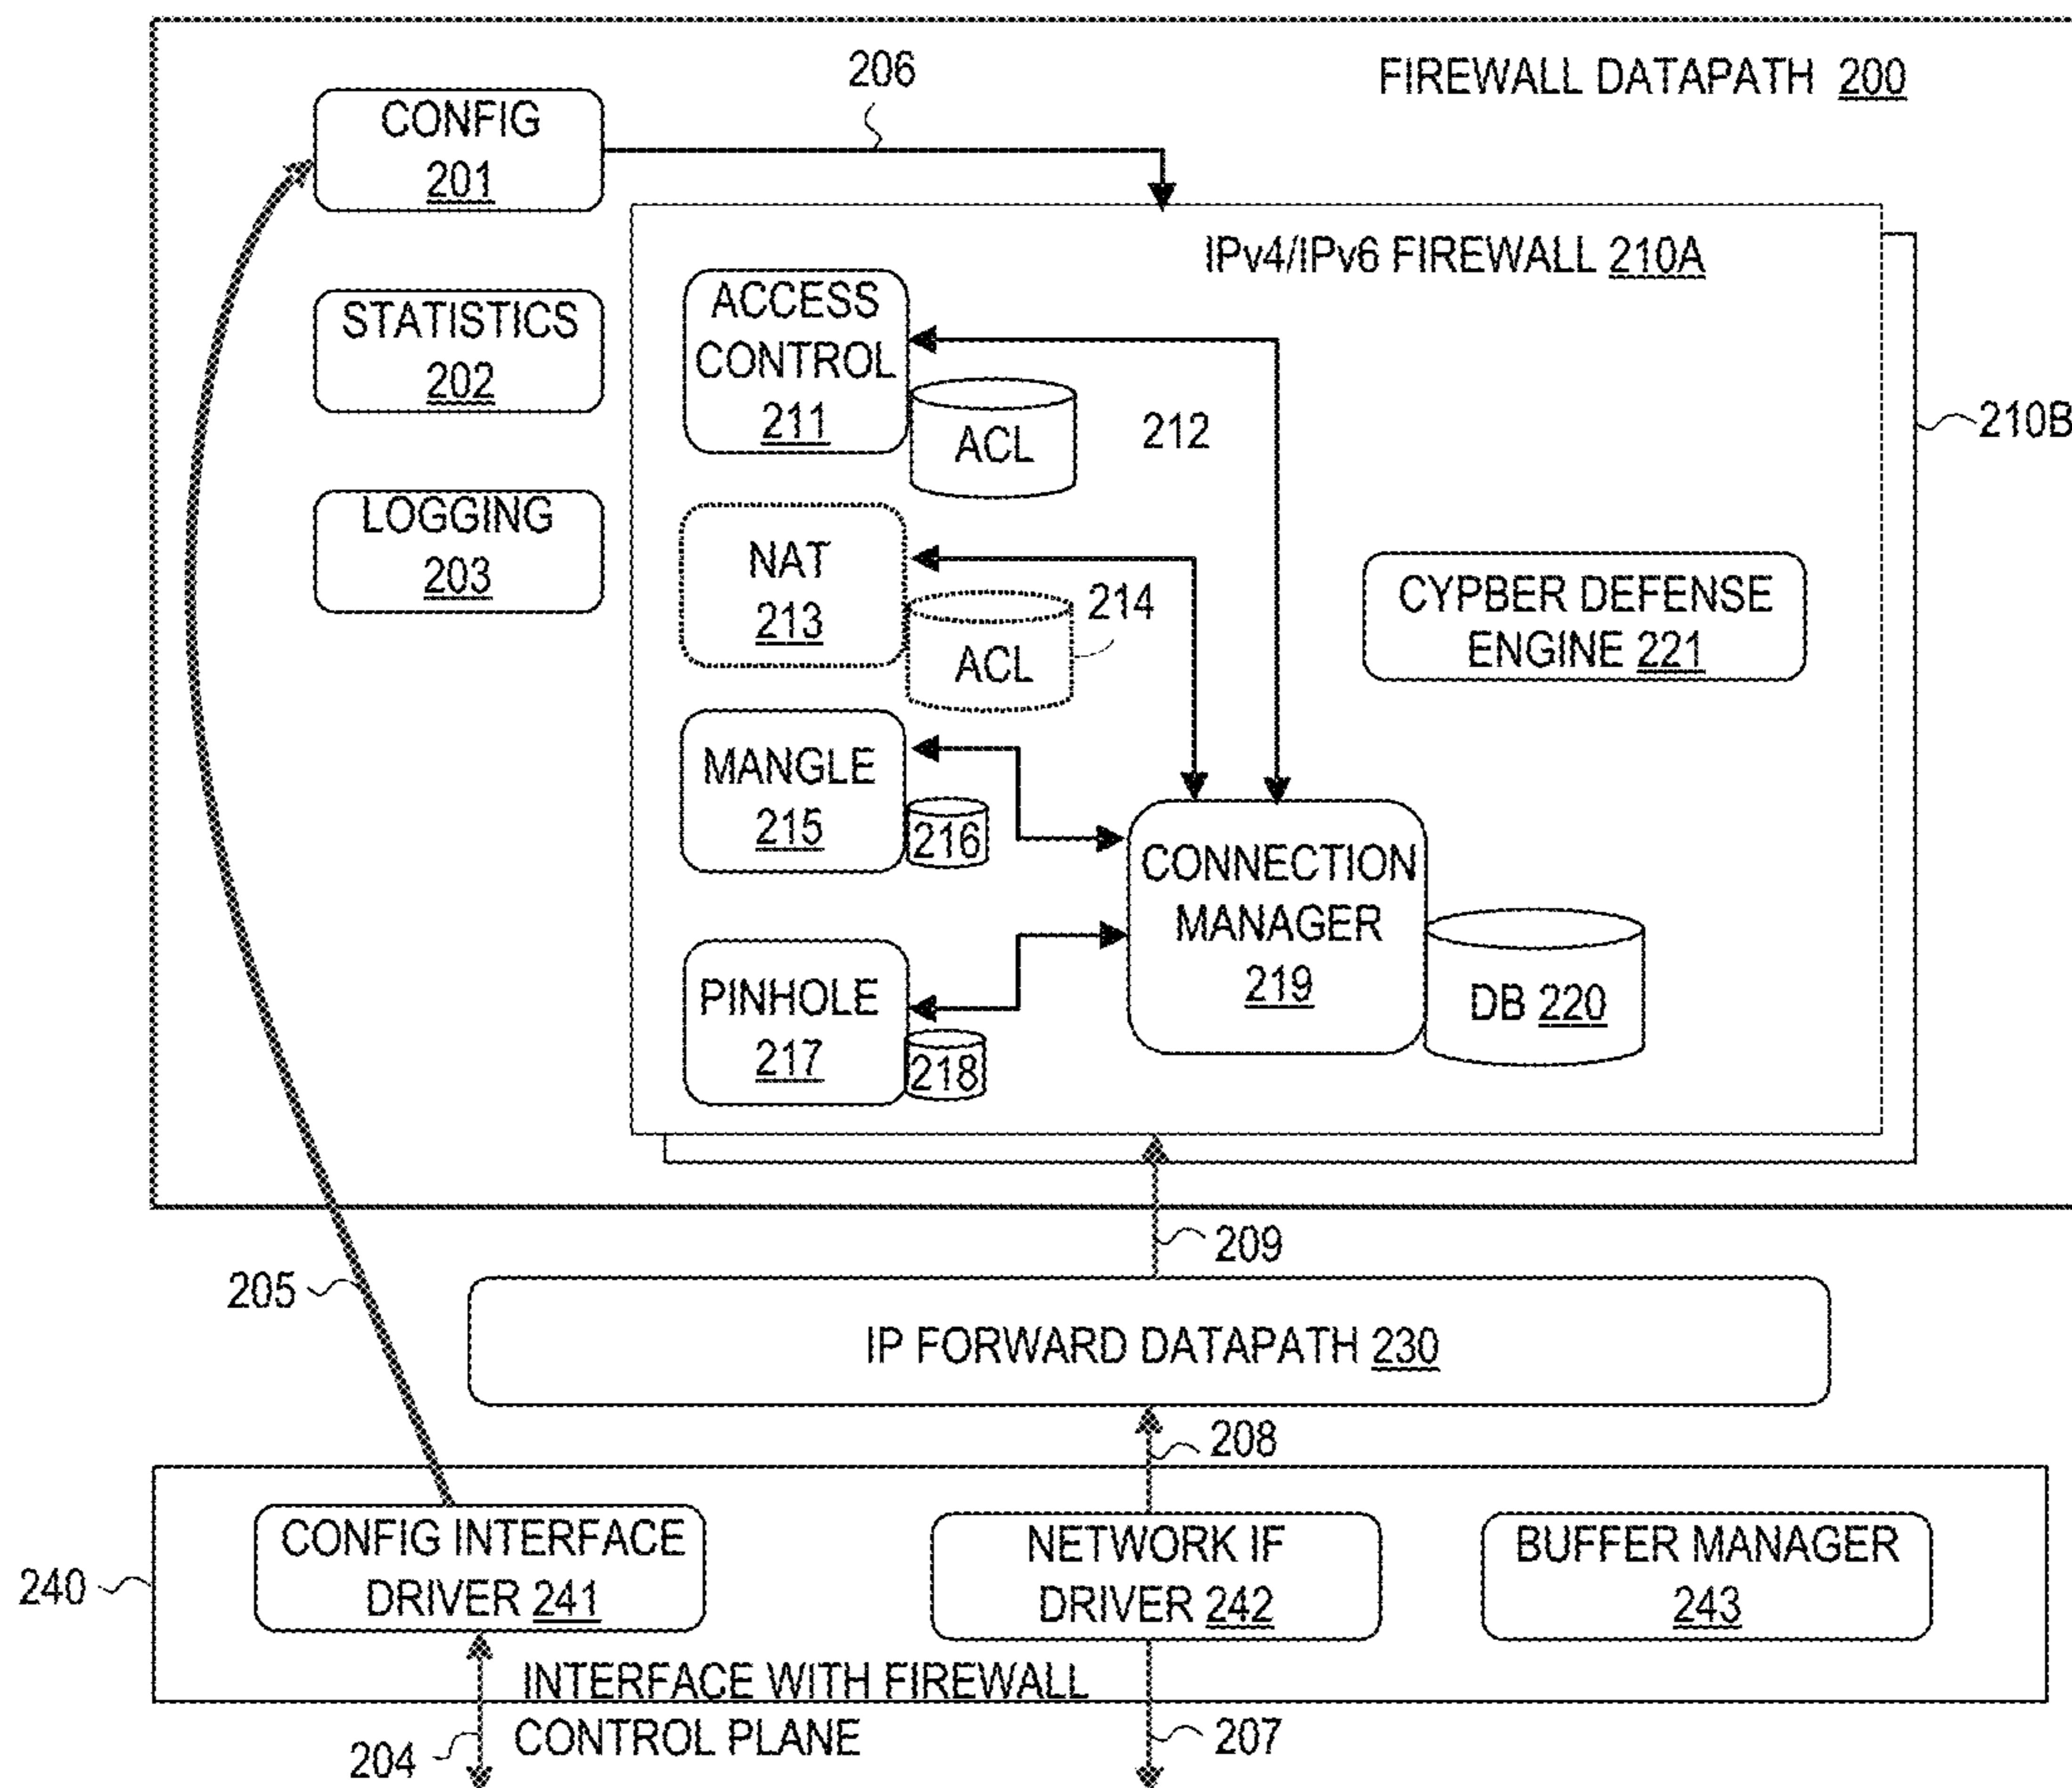 FIREWALL DATAPATH 200
206
CONFIG
201
IPv4/IPv6 FIREWALL 210A
STATISTICS
202
LOGGING
203
ACCESS
CONTROL
211
ACL
212
210B
NAT
213
ACL
214
CYPBER DEFENSE
ENGINE 221
MANGLE
215
216
CONNECTION
MANAGER
219
DB 220
PINHOLE
217
218
209
205
IP FORWARD DATAPATH 230
208
240
CONFIG INTERFACE
DRIVER 241
NETWORK IF
DRIVER 242
BUFFER MANAGER
243
INTERFACE WITH FIREWALL
CONTROL PLANE
204
207